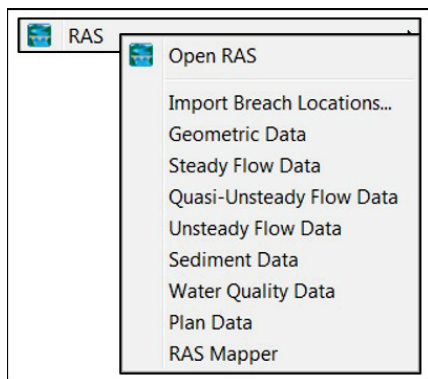 RAS
Open RAS
Import Breach Locations...
Geometric Data
Steady Flow Data
Quasi-Unsteady Flow Data
Unsteady Flow Data
Sediment Data
Water Quality Data
Plan Data
RAS Mapper